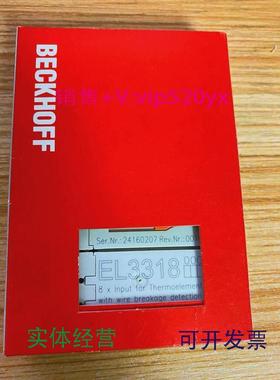 BECKHOFF
销售+V:vip520yx
Ser.Nr.: 24160207 Rev.Nr.:00
EL3318
8 x Input for Thermoelement
with wire breakage detection
实体经营
可开发票